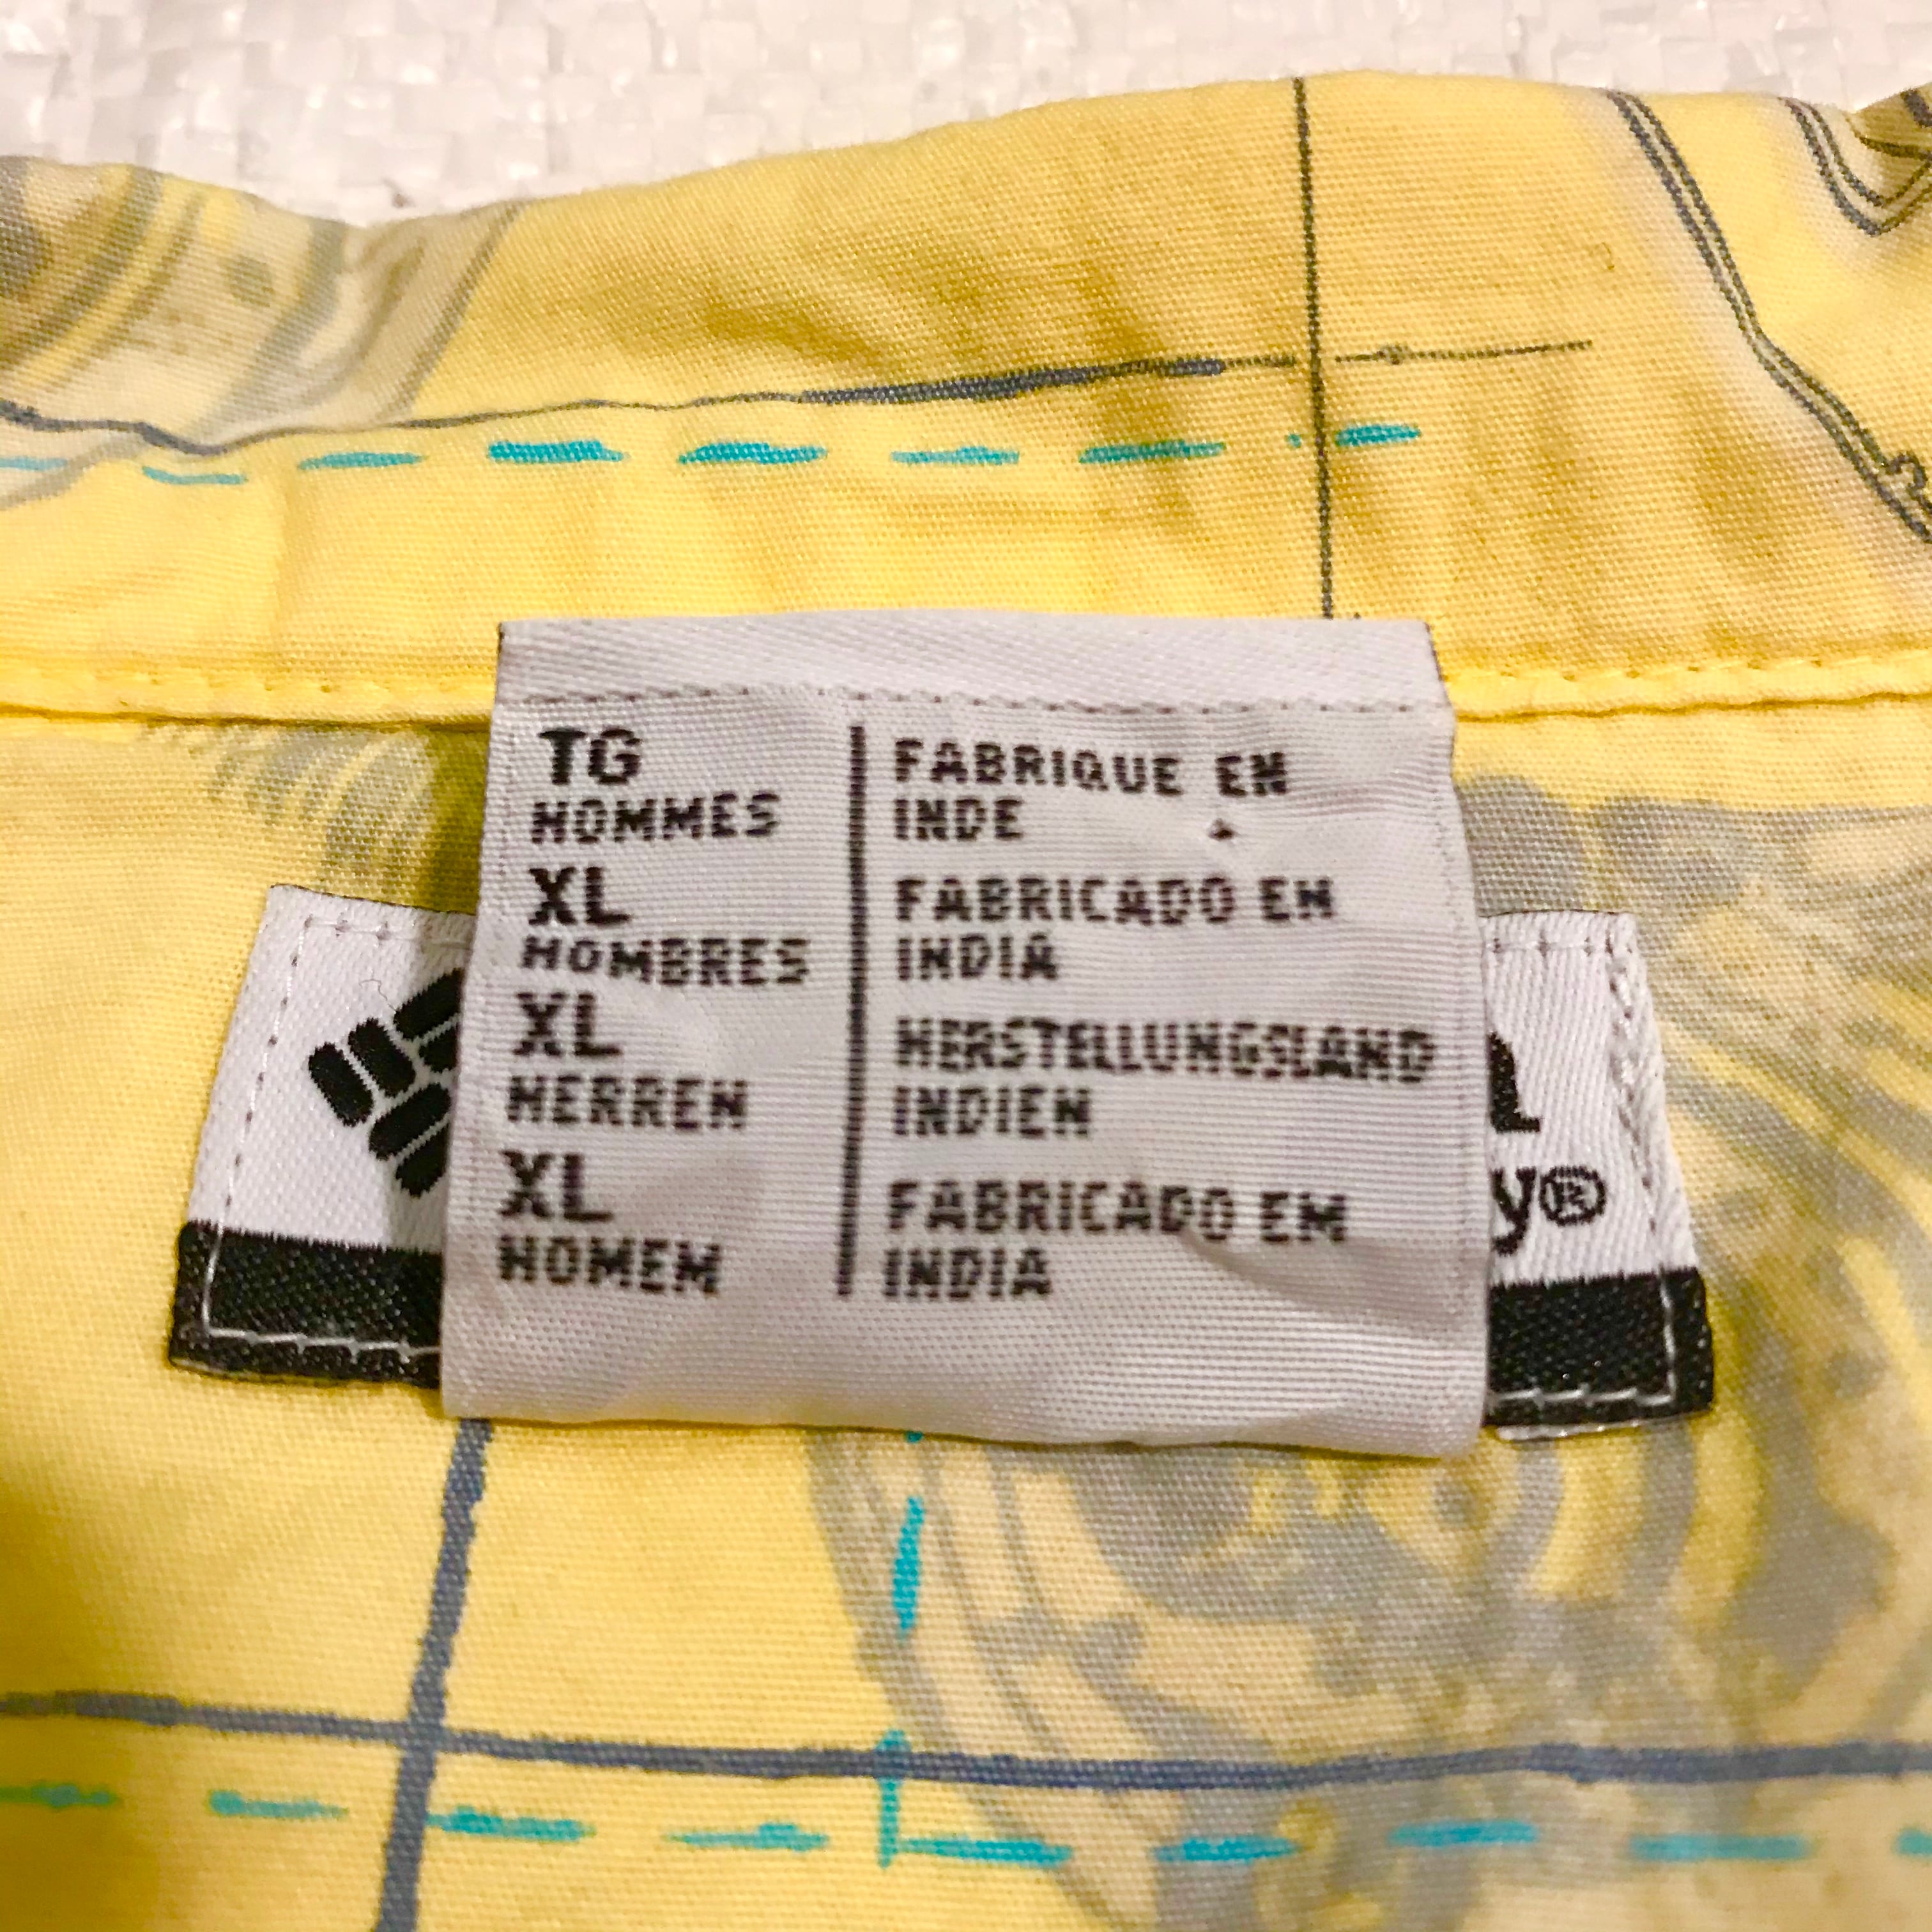 TG
HOMMES
XL
HOMBRES
XL
HERREN
XL
HOMEM
FABRIQUE EN
INDE
FABRICADO EN
INDIA
HERSTELLUNGSLAND
INDIEN
FABRICADO EM
INDIA